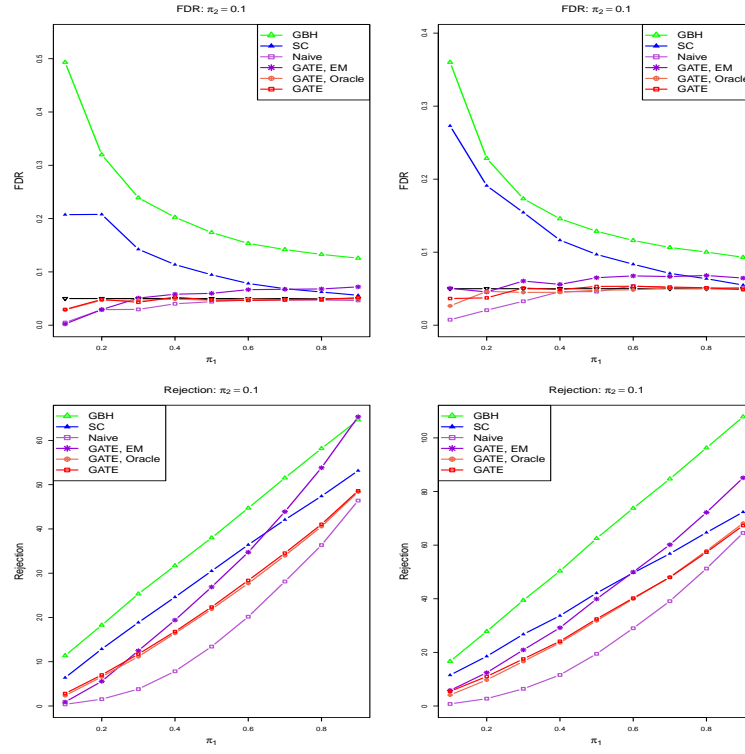 FDR: π₂ = 0.1
GBH
SC
Naive
GATE, EM
GATE, Oracle
GATE
FDR
0.0
0.1
0.2
0.3
0.4
0.5
0.2
0.4
0.6
0.8
π₁
FDR: π₂ = 0.1
GBH
SC
Naive
GATE, EM
GATE, Oracle
GATE
FDR
0.0
0.1
0.2
0.3
0.4
0.2
0.4
0.6
0.8
π₁
Rejection: π₂ = 0.1
GBH
SC
Naive
GATE, EM
GATE, Oracle
GATE
Rejection
0
10
20
30
40
50
60
0.2
0.4
0.6
0.8
π₁
Rejection: π₂ = 0.1
GBH
SC
Naive
GATE, EM
GATE, Oracle
GATE
Rejection
0
20
40
60
80
100
0.2
0.4
0.6
0.8
π₁